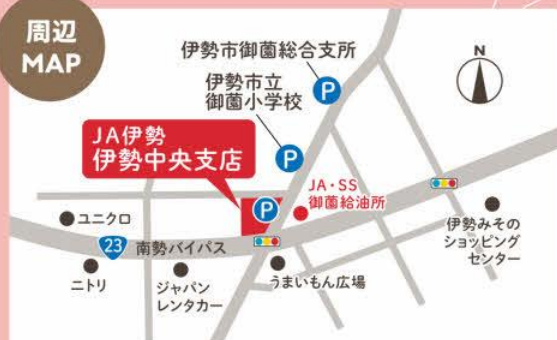 周辺
MAP
伊勢市御薗総合支所
P
N
伊勢市立
御薗小学校
P
JA伊勢
伊勢中央支店
P
JA・SS
御薗給油所
ユニクロ
23
南勢バイパス
伊勢みその
ショッピング
センター
ニトリ
ジャパン
レンタカー
うまいもん広場